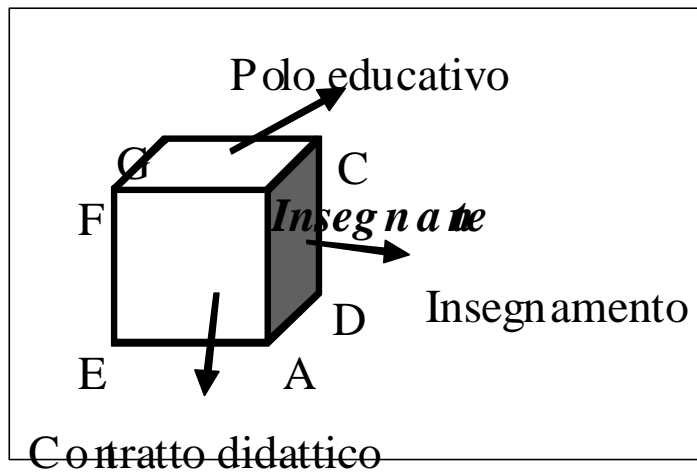 Polo educativo
G
C
F
Insegnante
Insegnamento
D
E
A
Contratto didattico